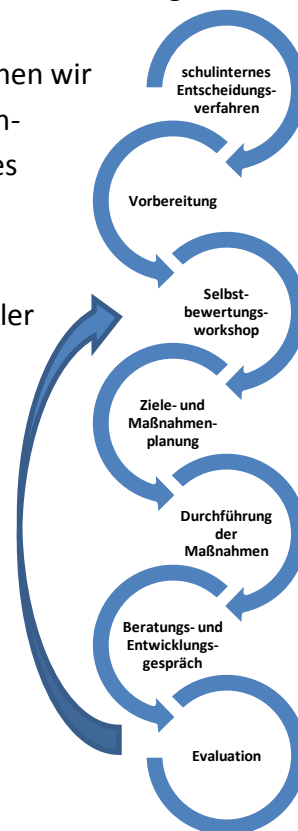 nen wir
n-
es
ler
schulinternes
Entscheidungs-
verfahren
Vorbereitung
Selbst-
bewertungs-
workshop
Ziele- und
Maßnahmen-
planung
Durchführung
der
Maßnahmen
Beratungs- und
Entwicklungs-
gespräch
Evaluation